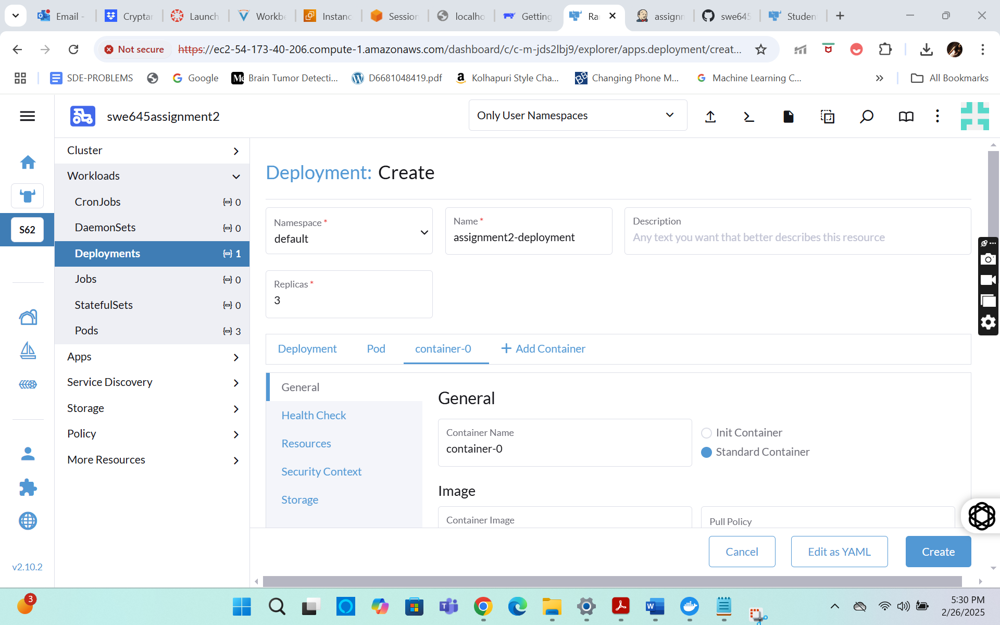 Email -
Crypta
Launch
Workbe
Instanc
Session
localho
Getting
Ra
assignm
swe645
Studen
Not secure
https://ec2-54-173-40-206.compute-1.amazonaws.com/dashboard/c/c-m-jds2lbj9/explorer/apps.deployment/creat...
SDE-PROBLEMS
Google
Me
Brain Tumor Detecti...
D6681048419.pdf
Kolhapuri Style Cha...
BB
Changing Phone M...
Machine Learning C...
All Bookmarks
swe645assignment2
Only User Namespaces
S62
v2.10.2
Cluster
Workloads
CronJobs 0
DaemonSets 0
Deployments 1
Jobs 0
StatefulSets 0
Pods 3
Apps
Service Discovery
Storage
Policy
More Resources
Deployment: Create
Namespace *
default
Name *
assignment2-deployment
Description
Any text you want that better describes this resource
Replicas *
3
Deployment
Pod
container-0
+ Add Container
General
Health Check
Resources
Security Context
Storage
General
Container Name
container-0
Init Container
Standard Container
Image
Container Image
Pull Policy
Cancel
Edit as YAML
Create
3
5:30 PM
2/26/2025